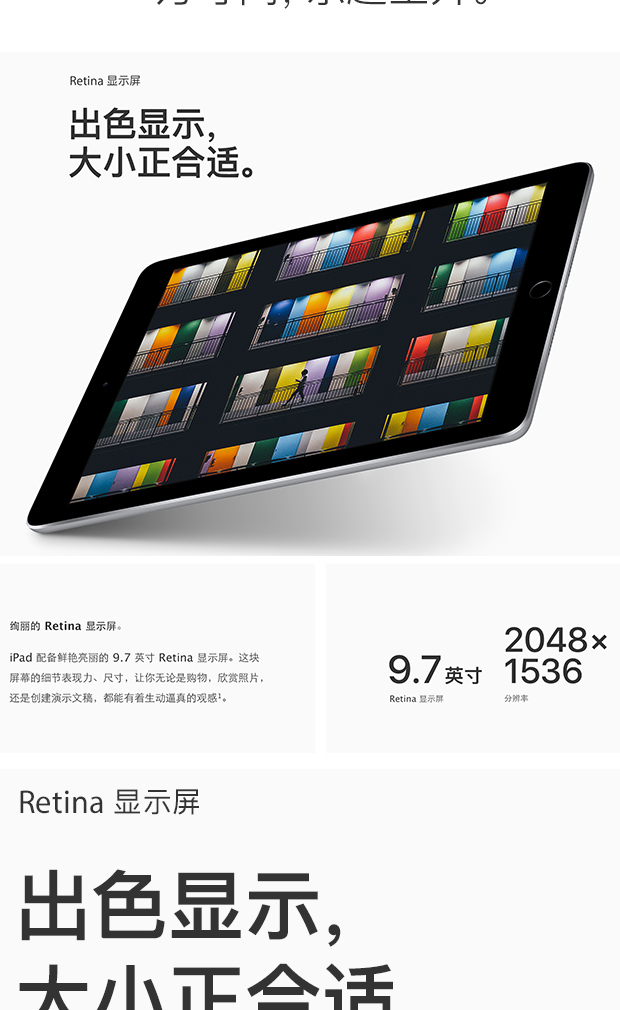 Retina 显示屏
出色显示，
大小正合适。
绚丽的 Retina 显示屏。
iPad 配备鲜艳亮丽的 9.7 英寸 Retina 显示屏。这块
屏幕的细节表现力、尺寸，让你无论是购物，欣赏照片，
还是创建演示文稿，都能有着生动逼真的观感¹。
9.7 英寸
Retina 显示屏
2048×
1536
分辨率
Retina 显示屏
出色显示，
大小正合适